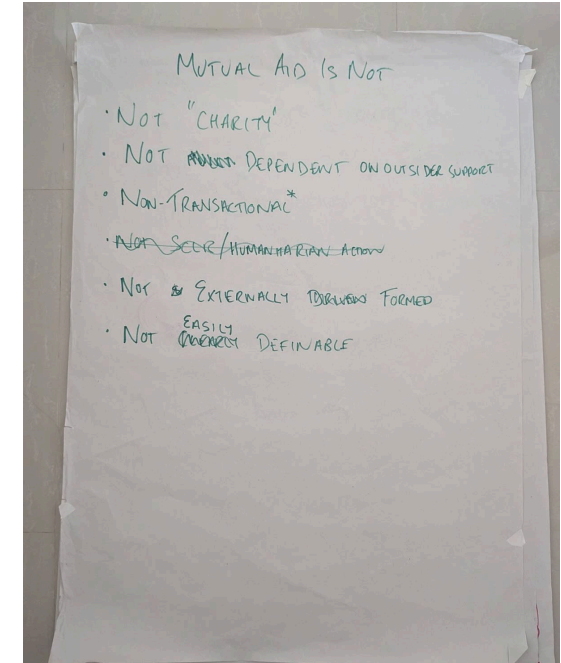 MUTUAL AID IS NOT
· NOT "CHARITY"
· NOT DEPENDENT ON OUTSIDER SUPPORT
· NON-TRANSACTIONAL*
· NOT SCLR/HUMANITARIAN ACTION
· NOT EXTERNALLY FORMED
EASILY
· NOT DEFINABLE